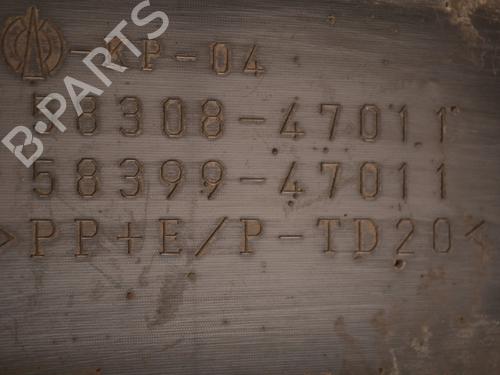 -KP-04
58308-47011
58399-47011
>PP+E/P-TD20<
B-PARTS